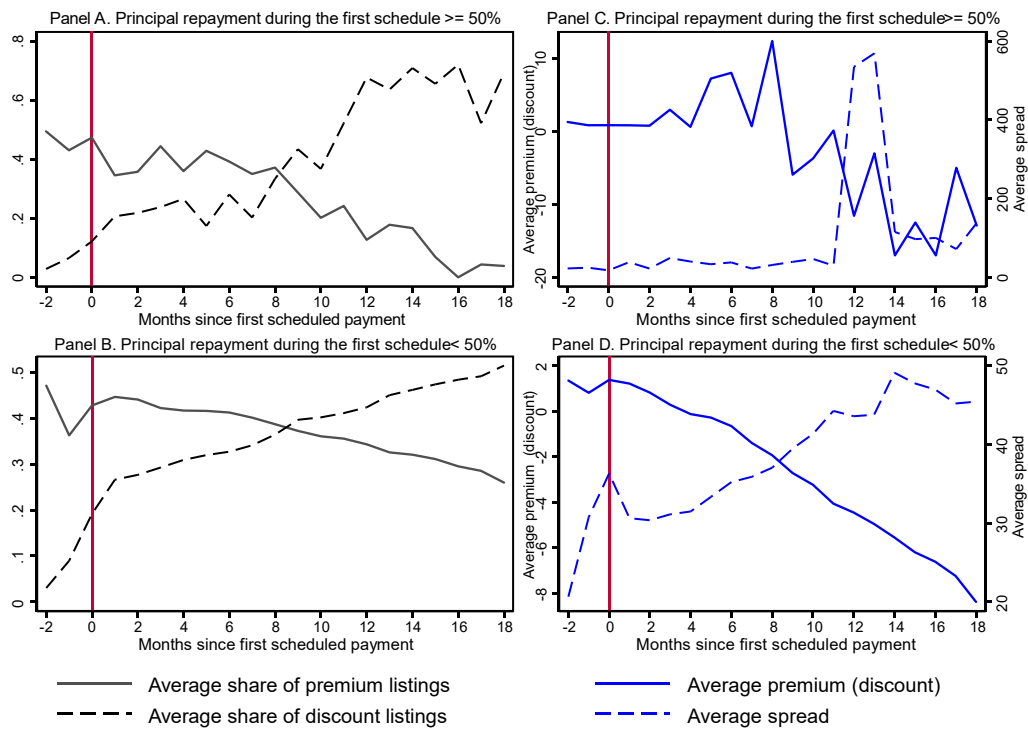 Panel A. Principal repayment during the first schedule >= 50%
.8
.6
.4
.2
0
-2 0 2 4 6 8 10 12 14 16 18
Months since first scheduled payment
Panel C. Principal repayment during the first schedule>= 50%
Average premium (discount)
10
0
-10
-20
600
400
200
0
Average spread
-2 0 2 4 6 8 10 12 14 16 18
Months since first scheduled payment
Panel B. Principal repayment during the first schedule< 50%
.5
.4
.3
.2
.1
0
-2 0 2 4 6 8 10 12 14 16 18
Months since first scheduled payment
Panel D. Principal repayment during the first schedule< 50%
Average premium (discount)
2
0
-2
-4
-6
-8
50
40
30
20
Average spread
-2 0 2 4 6 8 10 12 14 16 18
Months since first scheduled payment
Average share of premium listings
Average share of discount listings
Average premium (discount)
Average spread